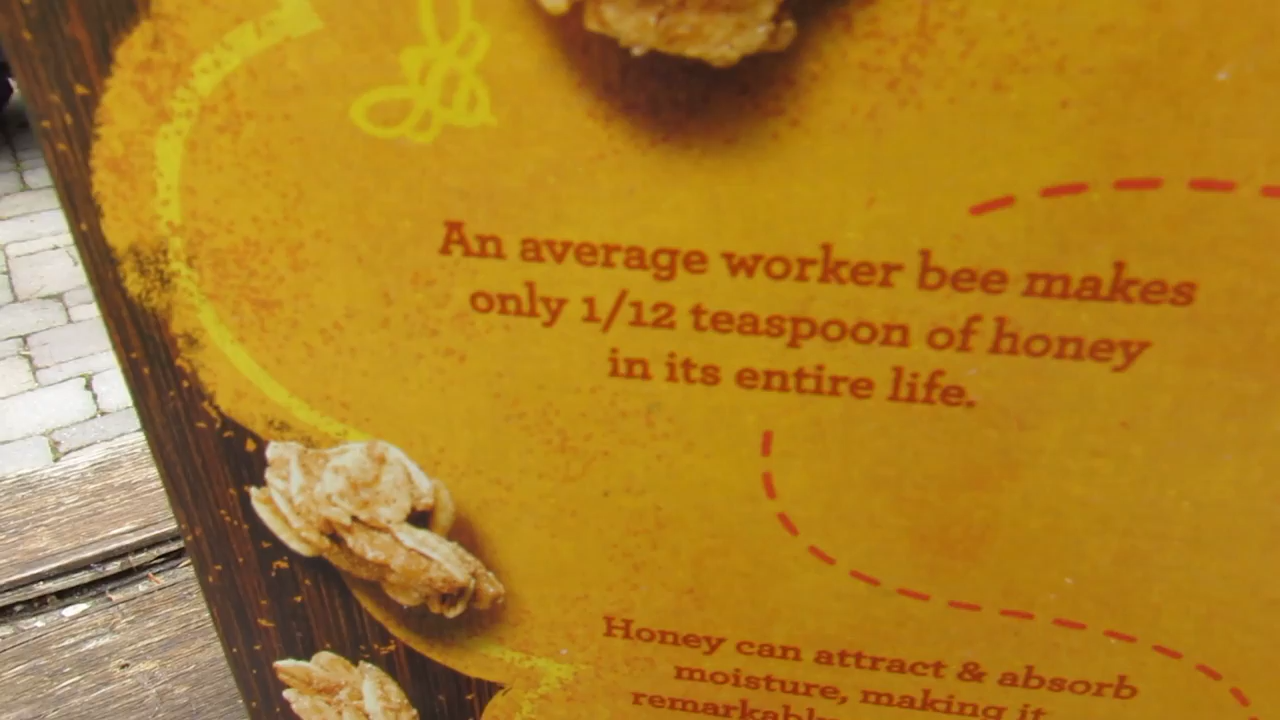 An average worker bee makes
only 1/12 teaspoon of honey
in its entire life.
Honey can attract & absorb
moisture, making it